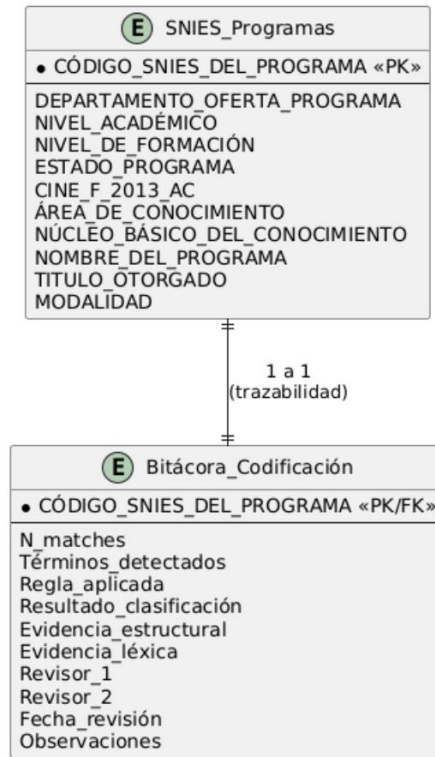 E SNIES_Programas
• CÓDIGO_SNIES_DEL_PROGRAMA «PK»
DEPARTAMENTO_OFERTA_PROGRAMA
NIVEL_ACADÉMICO
NIVEL_DE_FORMACIÓN
ESTADO_PROGRAMA
CINE_F_2013_AC
ÁREA_DE_CONOCIMIENTO
NÚCLEO_BÁSICO_DEL_CONOCIMIENTO
NOMBRE_DEL_PROGRAMA
TITULO_OTORGADO
MODALIDAD
1 a 1
(trazabilidad)
E Bitácora_Codificación
• CÓDIGO_SNIES_DEL_PROGRAMA «PK/FK»
N_matches
Términos_detectados
Regla_aplicada
Resultado_clasificación
Evidencia_estructural
Evidencia_léxica
Revisor_1
Revisor_2
Fecha_revisión
Observaciones